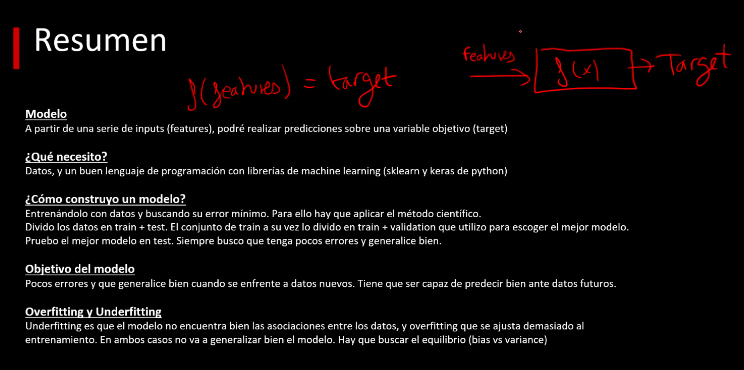 Resumen
f(features) = target
features
f(x)
Target
Modelo
A partir de una serie de inputs (features), podré realizar predicciones sobre una variable objetivo (target)
¿Qué necesito?
Datos, y un buen lenguaje de programación con librerías de machine learning (sklearn y keras de python)
¿Cómo construyo un modelo?
Entrenándolo con datos y buscando su error mínimo. Para ello hay que aplicar el método científico.
Divido los datos en train + test. El conjunto de train a su vez lo divido en train + validation que utilizo para escoger el mejor modelo.
Pruebo el mejor modelo en test. Siempre busco que tenga pocos errores y generalice bien.
Objetivo del modelo
Pocos errores y que generalice bien cuando se enfrente a datos nuevos. Tiene que ser capaz de predecir bien ante datos futuros.
Overfitting y Underfitting
Underfitting es que el modelo no encuentra bien las asociaciones entre los datos, y overfitting que se ajusta demasiado al
entrenamiento. En ambos casos no va a generalizar bien el modelo. Hay que buscar el equilibrio (bias vs variance)